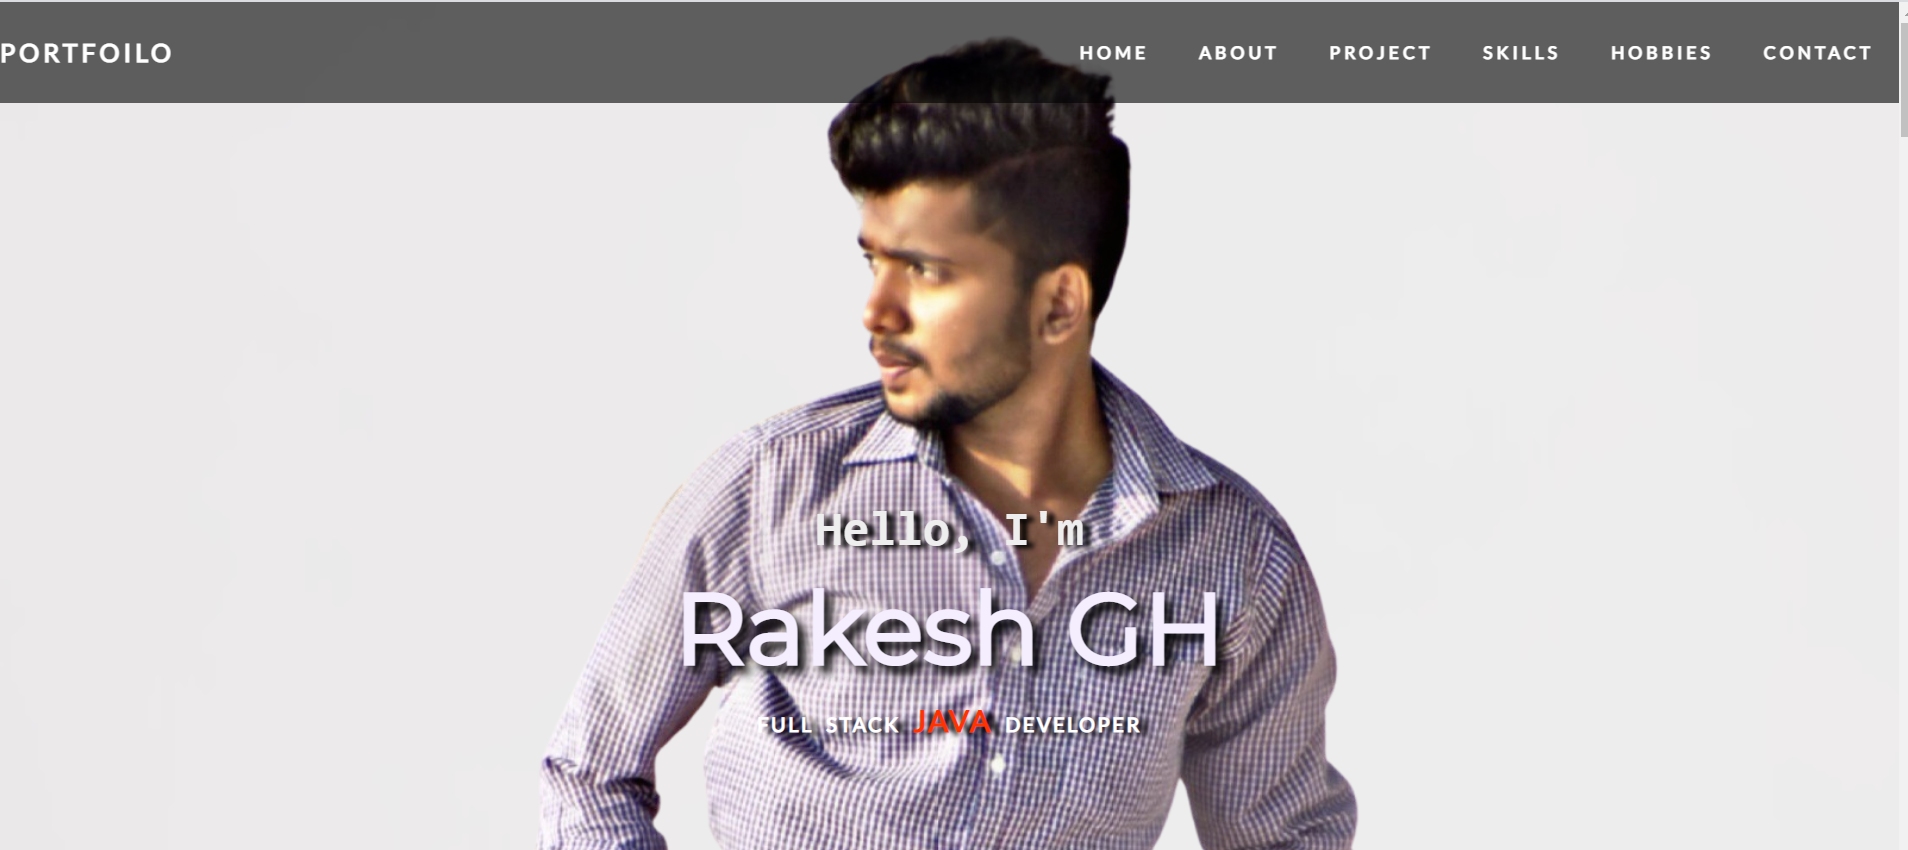 PORTFOILO HOME ABOUT PROJECT SKILLS HOBBIES CONTACT
Hello, I'm
Rakesh GH
FULL STACK JAVA DEVELOPER